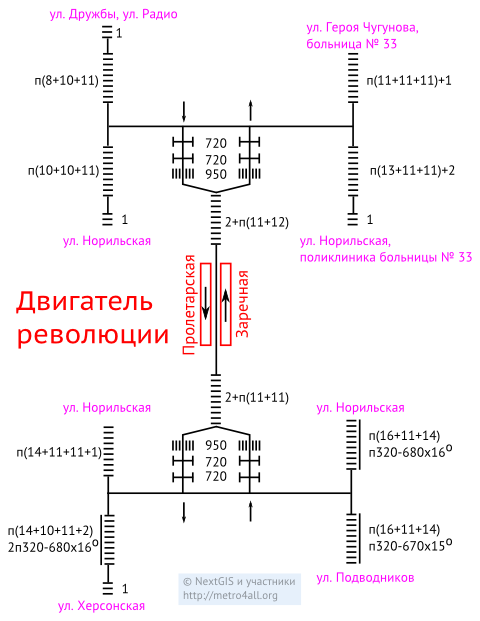 ул. Дружбы, ул. Радио
1
п(8+10+11)
ул. Героя Чугунова,
больница № 33
п(11+11+11)+1
720
720
950
п(10+10+11)
п(13+11+11)+2
1
1
2+п(11+12)
ул. Норильская
ул. Норильская,
поликлиника больницы № 33
Двигатель
революции
Пролетарская
Заречная
2+п(11+11)
ул. Норильская
ул. Норильская
950
720
720
п(14+11+11+1)
п(16+11+14)
п320-680х16º
п(14+10+11+2)
2п320-680х16º
п(16+11+14)
п320-670х15º
1
ул. Подводников
ул. Херсонская
© NextGIS и участники
http://metro4all.org